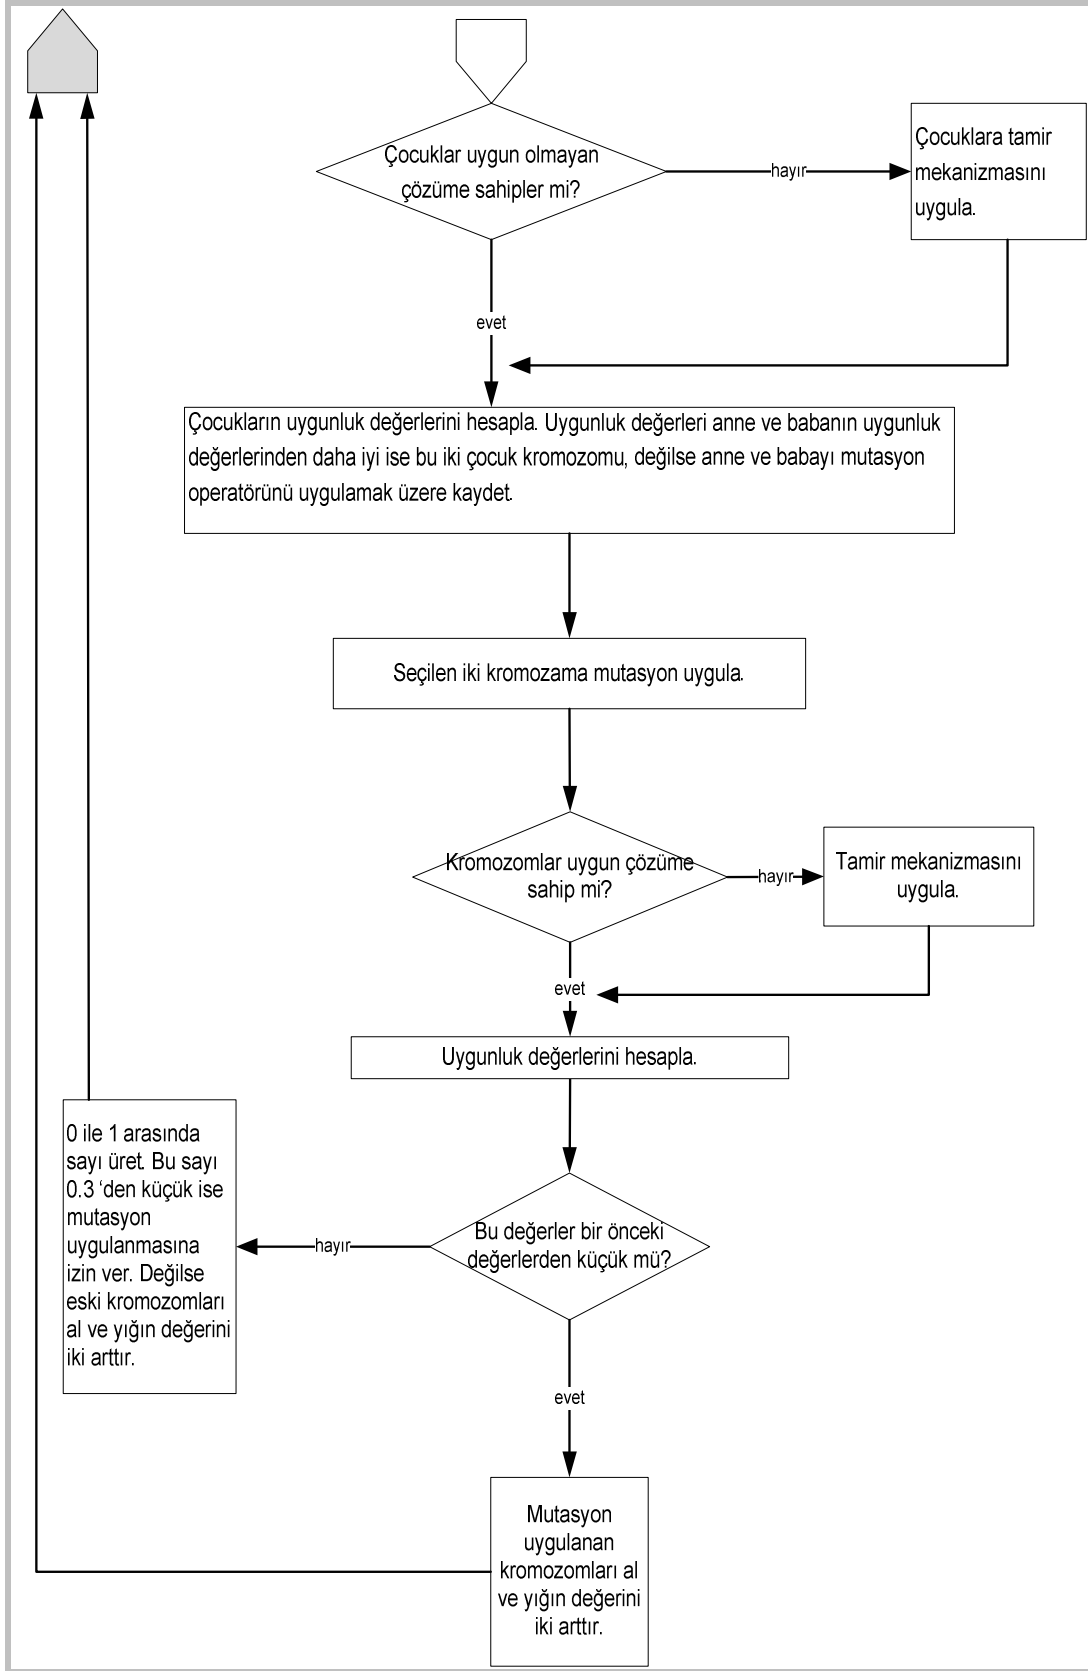 Çocuklar uygun olmayan
çözüme sahipler mi?
hayır
Çocuklara tamir
mekanizmasını
uygula.
evet
Çocukların uygunluk değerlerini hesapla. Uygunluk değerleri anne ve babanın uygunluk
değerlerinden daha iyi ise bu iki çocuk kromozomu, değilse anne ve babayı mutasyon
operatörünü uygulamak üzere kaydet.
Seçilen iki kromozama mutasyon uygula.
Kromozomlar uygun çözüme
sahip mi?
hayır
Tamir mekanizmasını
uygula.
evet
Uygunluk değerlerini hesapla.
Bu değerler bir önceki
değerlerden küçük mü?
hayır
0 ile 1 arasında
sayı üret. Bu sayı
0.3 ‘den küçük ise
mutasyon
uygulanmasına
izin ver. Değilse
eski kromozomları
al ve yığın değerini
iki arttır.
evet
Mutasyon
uygulanan
kromozomları al
ve yığın değerini
iki arttır.